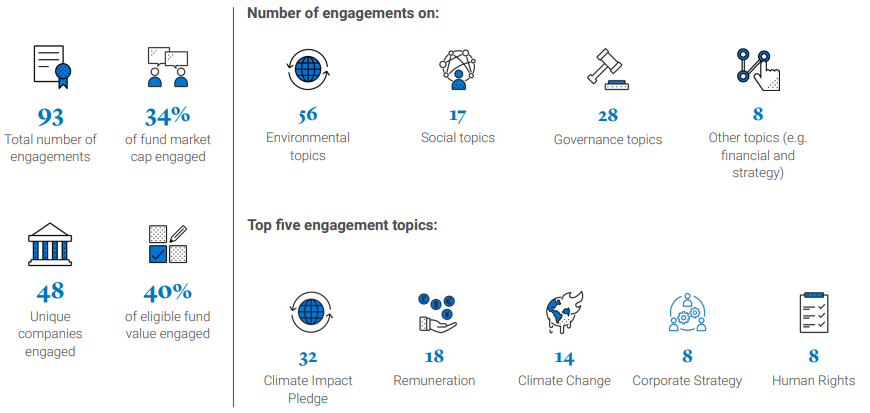 93
Total number of
engagements
34%
of fund market
cap engaged
48
Unique
companies
engaged
40%
of eligible fund
value engaged
Number of engagements on:
56
Environmental
topics
17
Social topics
28
Governance topics
8
Other topics (e.g.
financial and
strategy)
Top five engagement topics:
32
Climate Impact
Pledge
18
Remuneration
14
Climate Change
8
Corporate Strategy
8
Human Rights